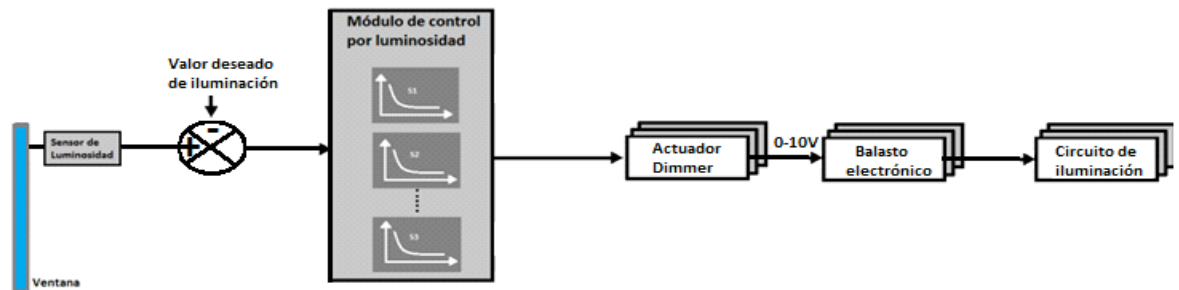 Módulo de control
por luminosidad
Valor deseado
de iluminación
S1
Sensor de
Luminosidad
+
-
S2
Actuador
Dimmer
0-10V
Balasto
electrónico
Circuito de
iluminación
S3
Ventana